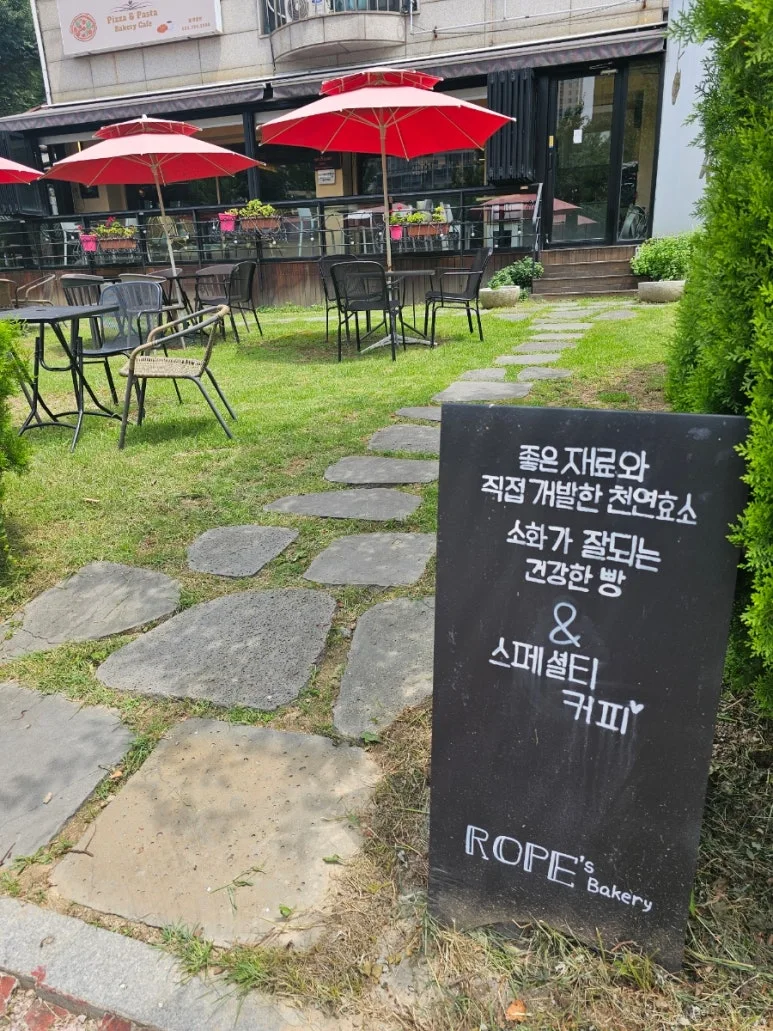 Pizza & Pasta
Bakery Cafe
좋은 재료와
직접 개발한 천연효소
소화가 잘되는
건강한 빵
&
스페셜티
커피
ROPE's
Bakery